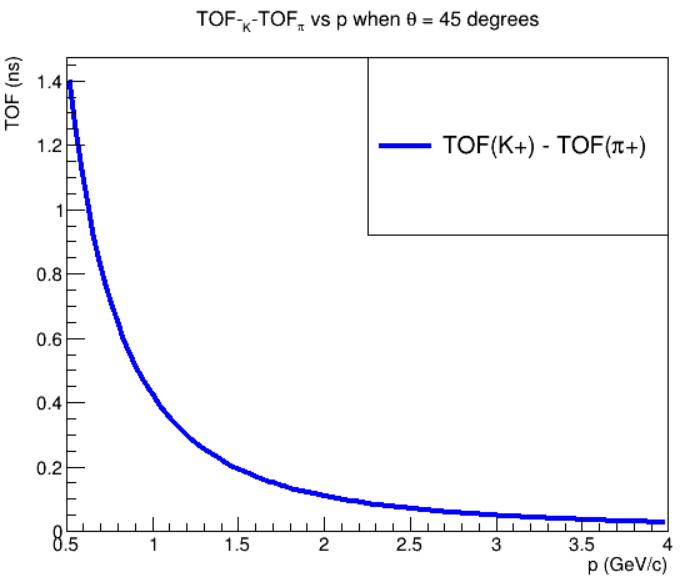 TOF-K-TOFπ vs p when θ = 45 degrees
TOF (ns)
TOF(K+) - TOF(π+)
1.4
1.2
1
0.8
0.6
0.4
0.2
0
0.5 1 1.5 2 2.5 3 3.5 4
p (GeV/c)